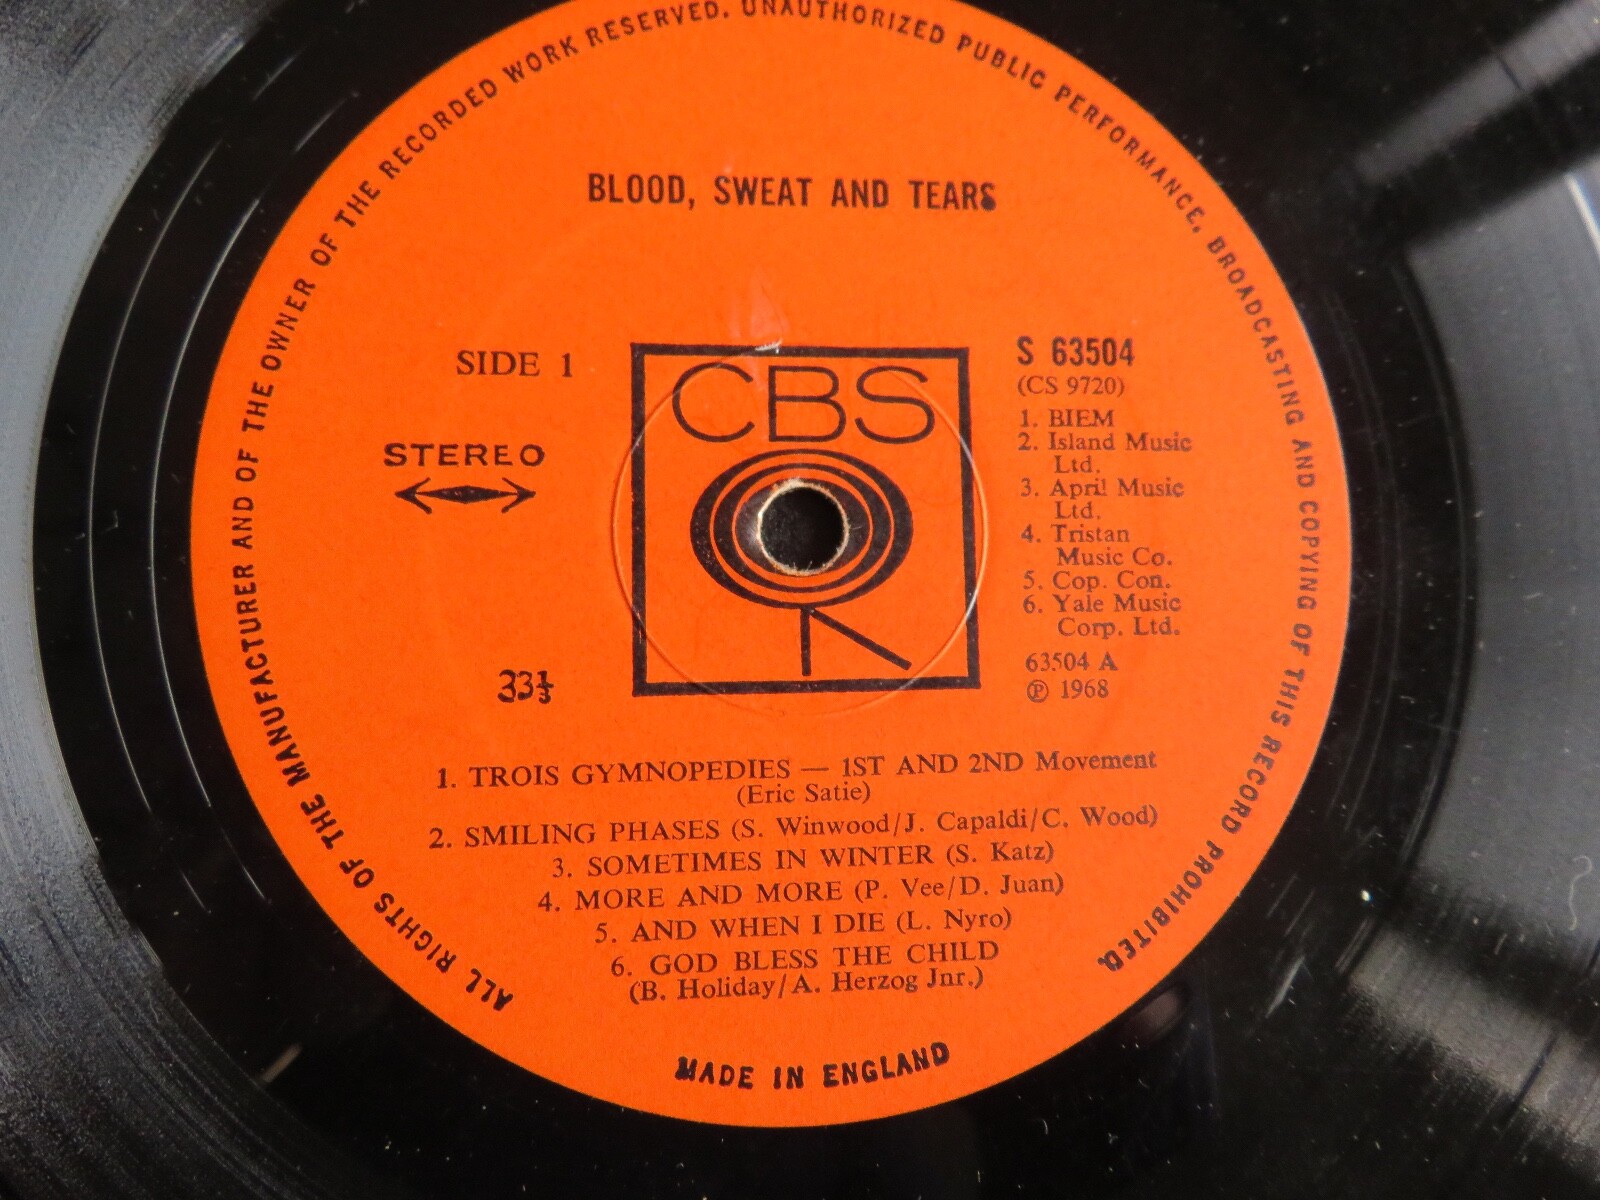 ALL RIGHTS OF THE MANUFACTURER AND OF THE OWNER OF THE RECORDED WORK RESERVED. UNAUTHORIZED PUBLIC PERFORMANCE, BROADCASTING AND COPYING OF THIS RECORD PROHIBITED.
BLOOD, SWEAT AND TEARS
SIDE 1
STEREO
33⅓
CBS
S 63504
(CS 9720)
1. BIEM
2. Island Music
Ltd.
3. April Music
Ltd.
4. Tristan
Music Co.
5. Cop. Con.
6. Yale Music
Corp. Ltd.
63504 A
℗ 1968
1. TROIS GYMNOPEDIES — 1ST AND 2ND Movement
(Eric Satie)
2. SMILING PHASES (S. Winwood/J. Capaldi/C. Wood)
3. SOMETIMES IN WINTER (S. Katz)
4. MORE AND MORE (P. Vee/D. Juan)
5. AND WHEN I DIE (L. Nyro)
6. GOD BLESS THE CHILD
(B. Holiday/A. Herzog Jnr.)
MADE IN ENGLAND